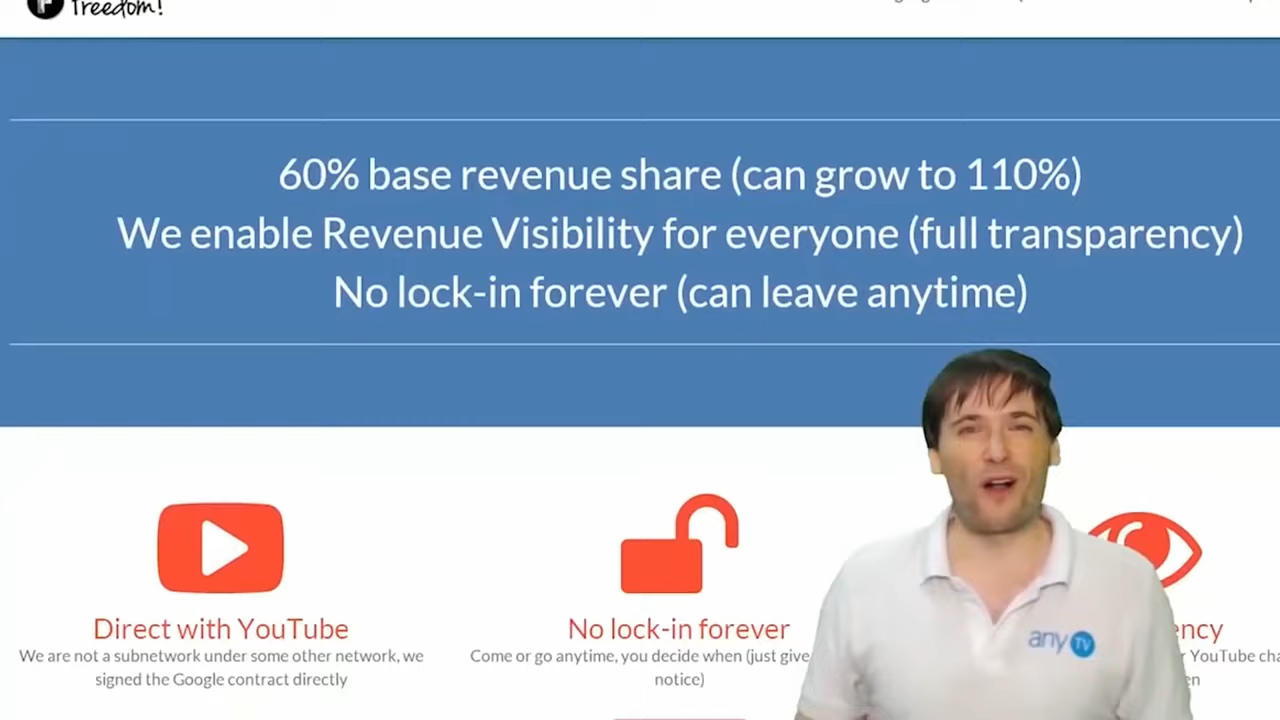 freedom!
60% base revenue share (can grow to 110%)
We enable Revenue Visibility for everyone (full transparency)
No lock-in forever (can leave anytime)
Direct with YouTube
We are not a subnetwork under some other network, we
signed the Google contract directly
No lock-in forever
Come or go anytime, you decide when (just give
notice)
YouTube
any TV